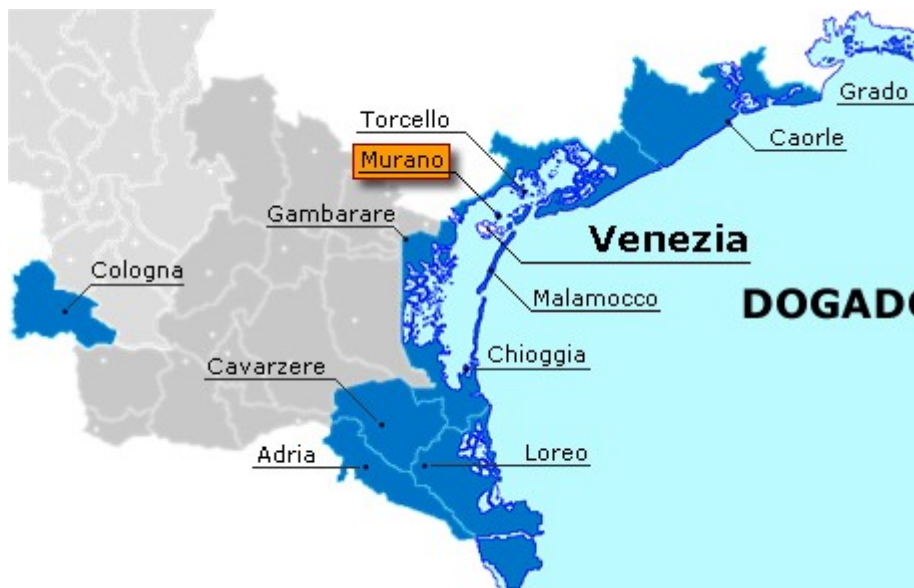 Grado
Torcello
Caorle
Murano
Gambarare
Venezia
Cologna
Malamocco
DOGADO
Chioggia
Cavarzere
Adria
Loreo